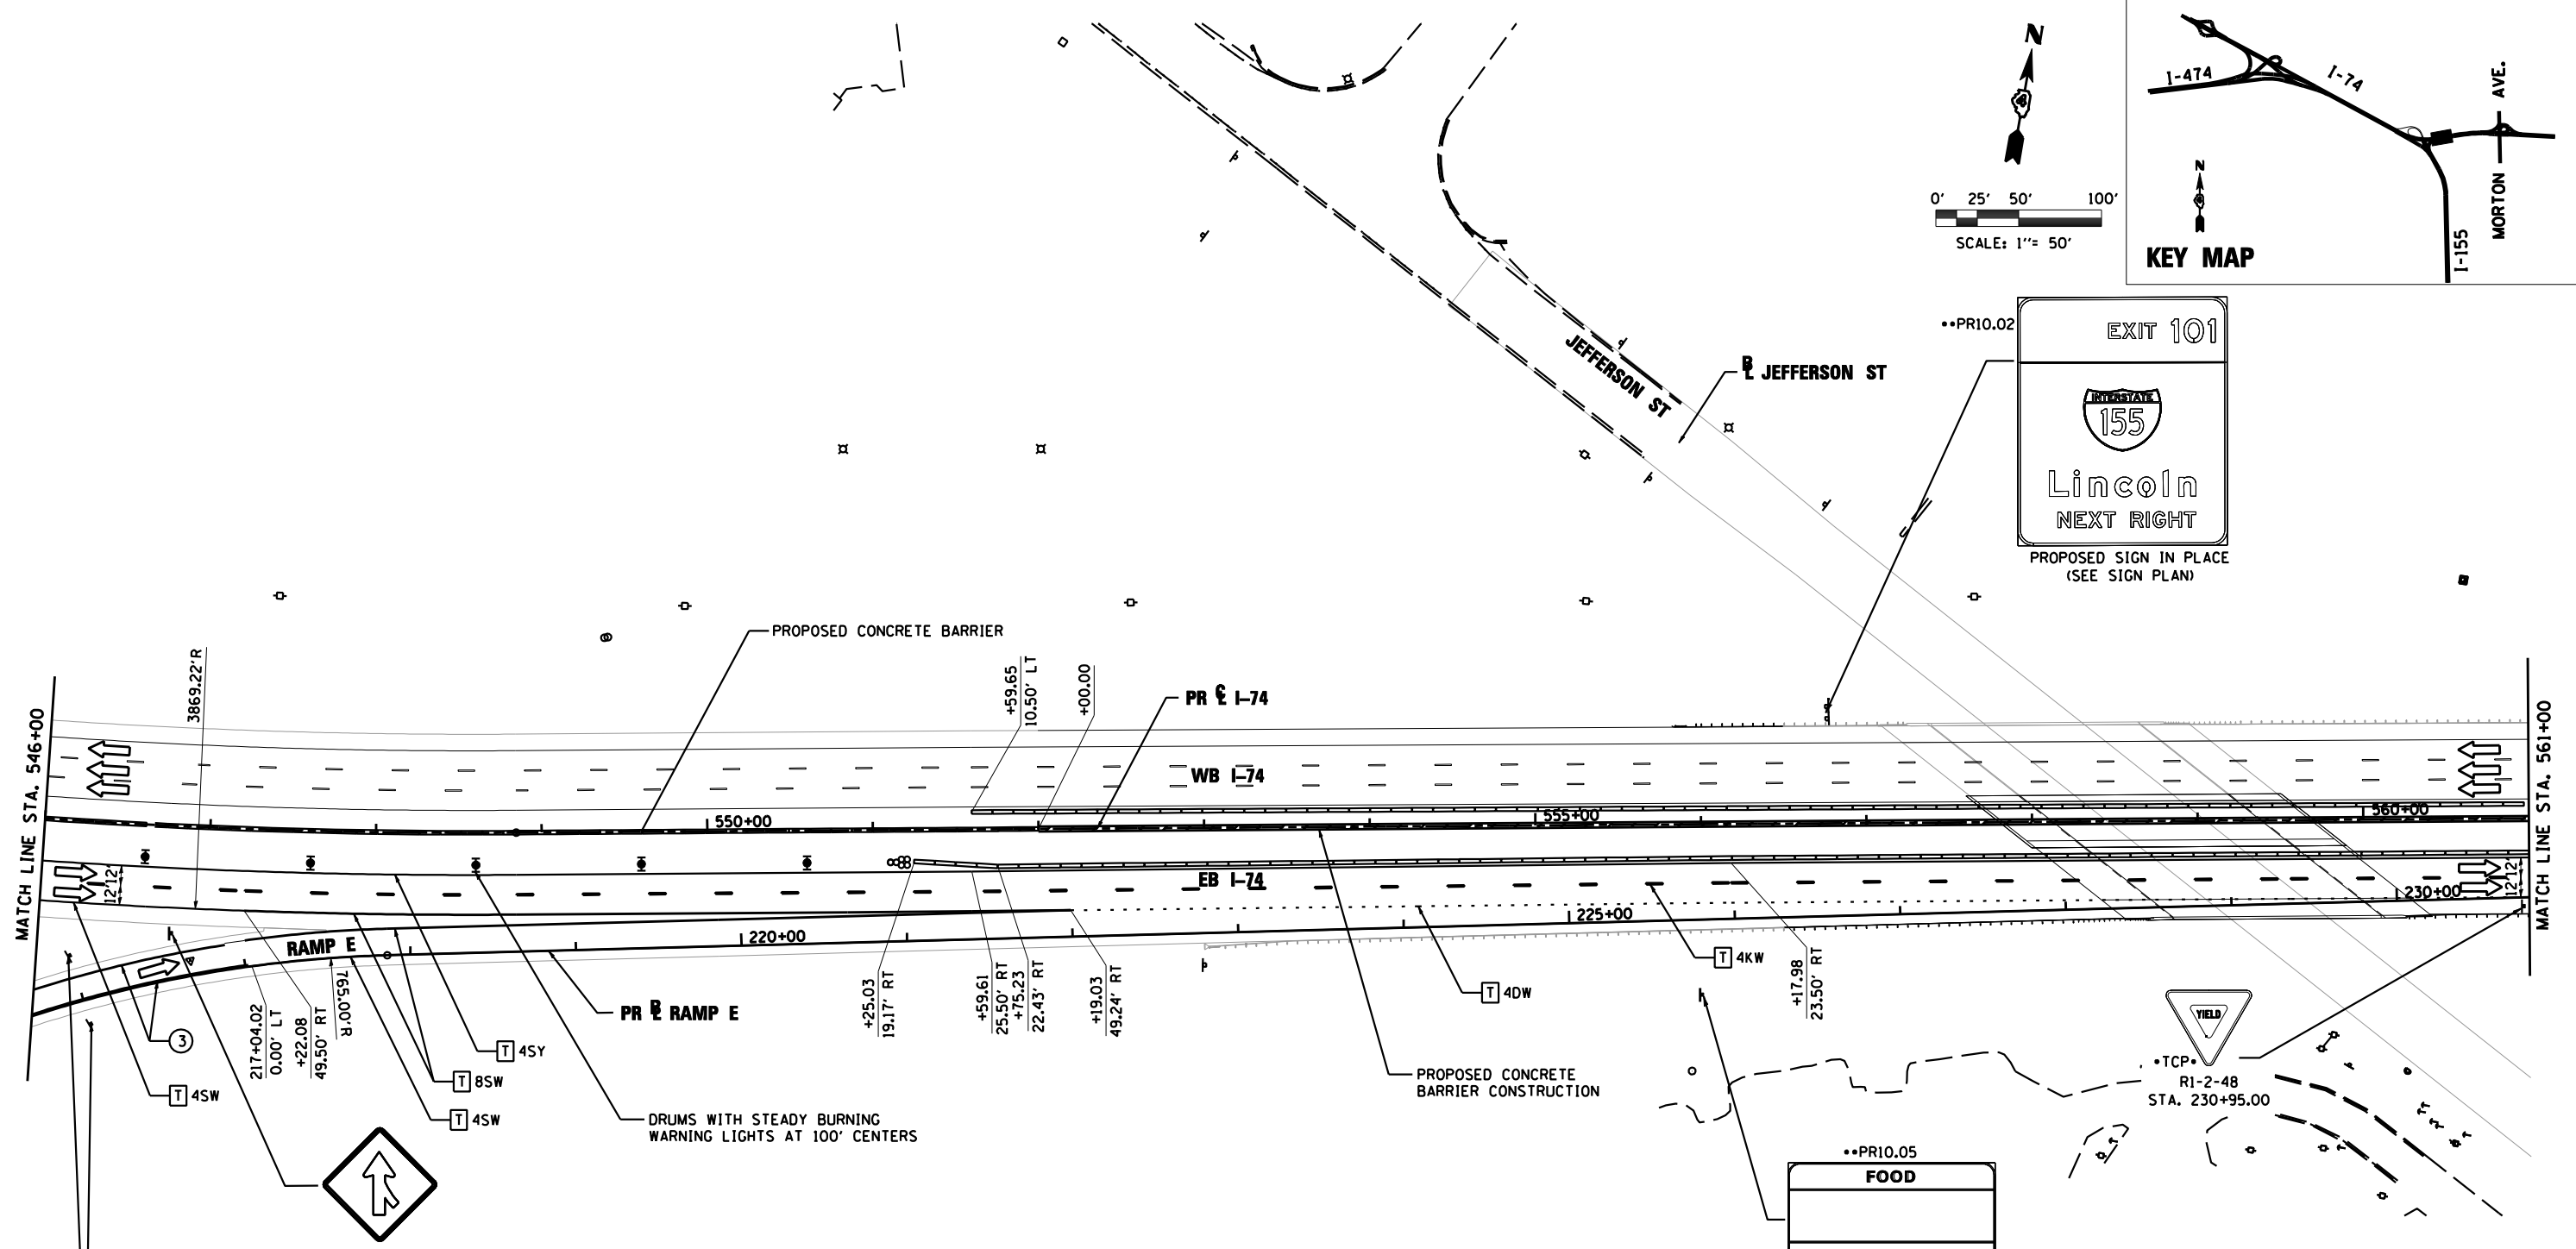 N
0' 25' 50' 100'
SCALE: 1''= 50'
I-474
I-74
MORTON AVE.
N
I-155
KEY MAP
••PR10.02
EXIT 101
INTERSTATE
155
Lincoln
NEXT RIGHT
PROPOSED SIGN IN PLACE
(SEE SIGN PLAN)
JEFFERSON ST
BL JEFFERSON ST
PROPOSED CONCRETE BARRIER
3869.22'R
+59.65
10.50' LT
+00.00
PR CL I-74
MATCH LINE STA. 546+00
MATCH LINE STA. 561+00
WB I-74
550+00
555+00
560+00
EB I-74
12' 12'
12' 12'
230+00
225+00
220+00
RAMP E
765.00'R
PR BL RAMP E
217+04.02
0.00' LT
+22.08
49.50' RT
+25.03
19.17' RT
+59.61
25.50' RT
+75.23
22.43' RT
+19.03
49.24' RT
+17.98
23.50' RT
T 4KW
T 4DW
3
T 4SW
T 4SY
T 8SW
T 4SW
DRUMS WITH STEADY BURNING
WARNING LIGHTS AT 100' CENTERS
PROPOSED CONCRETE
BARRIER CONSTRUCTION
YIELD
•TCP•
R1-2-48
STA. 230+95.00
••PR10.05
FOOD